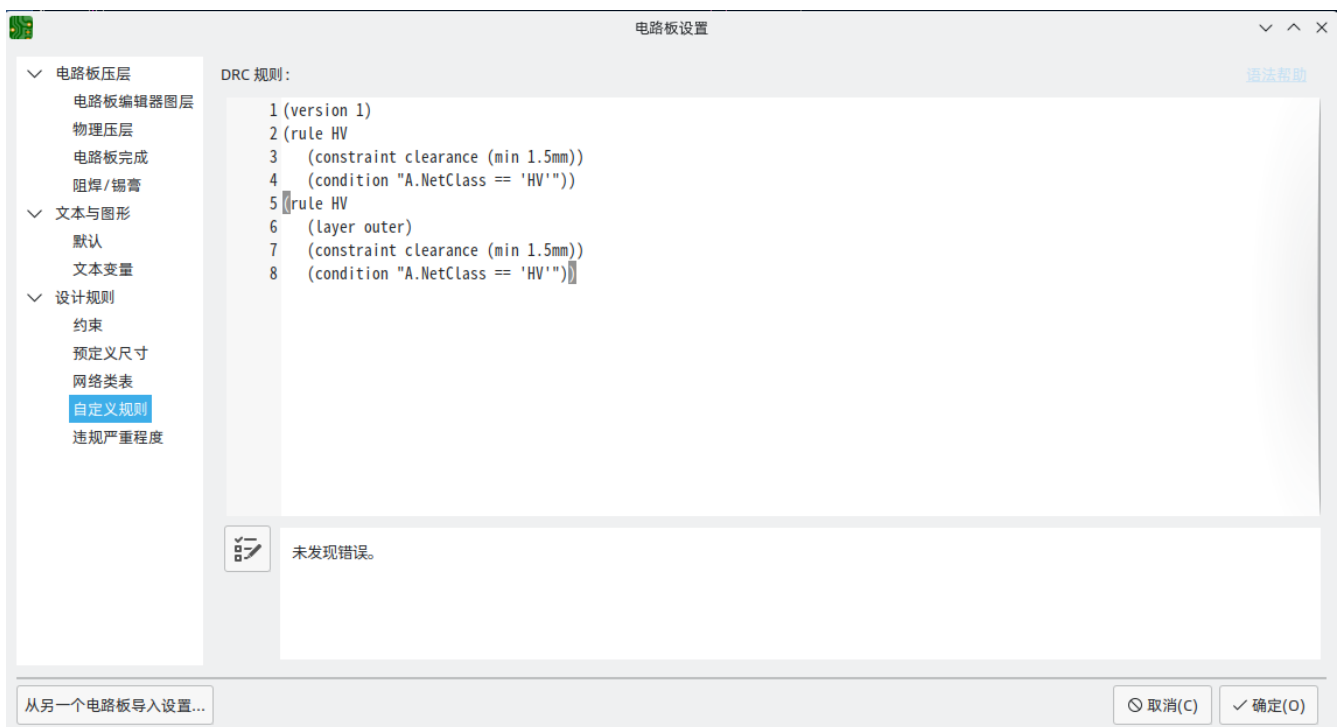 电路板设置
电路板压层
电路板编辑器图层
物理压层
电路板完成
阻焊/锡膏
文本与图形
默认
文本变量
设计规则
约束
预定义尺寸
网络类表
自定义规则
违规严重程度
DRC 规则:
语法帮助
1 (version 1)
2 (rule HV
3    (constraint clearance (min 1.5mm))
4    (condition "A.NetClass == 'HV'"))
5 (rule HV
6    (layer outer)
7    (constraint clearance (min 1.5mm))
8    (condition "A.NetClass == 'HV'"))
未发现错误。
从另一个电路板导入设置...
取消(C)
确定(O)